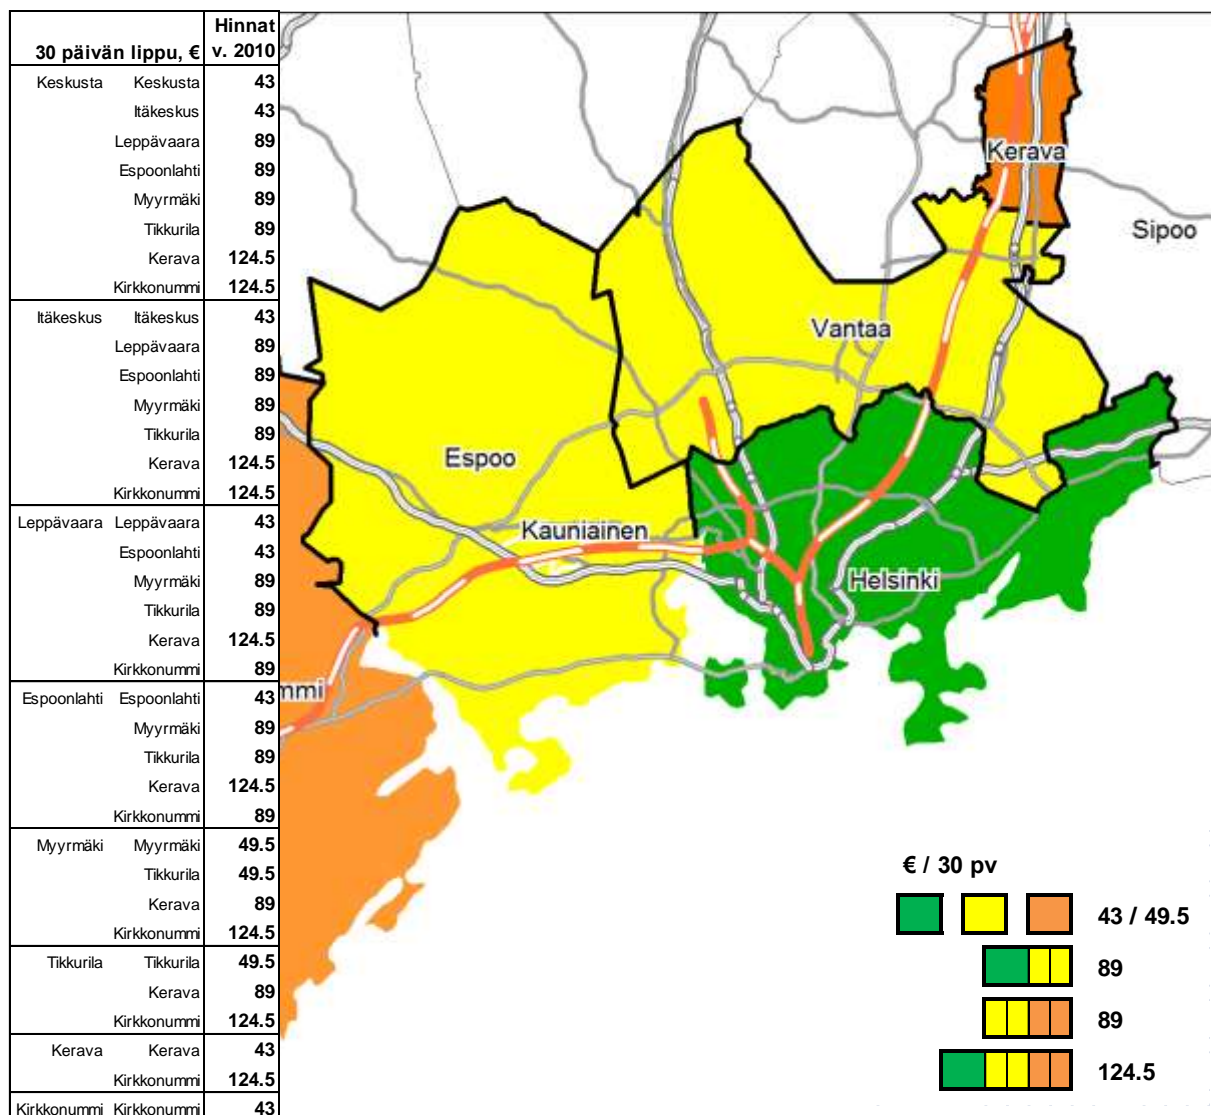 30 päivän lippu, € Hinnat v. 2010
Keskusta Keskusta 43
Itäkeskus 43
Leppävaara 89
Espoonlahti 89
Myyrmäki 89
Tikkurila 89
Kerava 124.5
Kirkkonummi 124.5
Itäkeskus Itäkeskus 43
Leppävaara 89
Espoonlahti 89
Myyrmäki 89
Tikkurila 89
Kerava 124.5
Kirkkonummi 124.5
Leppävaara Leppävaara 43
Espoonlahti 43
Myyrmäki 89
Tikkurila 89
Kerava 124.5
Kirkkonummi 89
Espoonlahti Espoonlahti 43
Myyrmäki 89
Tikkurila 89
Kerava 124.5
Kirkkonummi 89
Myyrmäki Myyrmäki 49.5
Tikkurila 49.5
Kerava 89
Kirkkonummi 124.5
Tikkurila Tikkurila 49.5
Kerava 89
Kirkkonummi 124.5
Kerava Kerava 43
Kirkkonummi 124.5
Kirkkonummi Kirkkonummi 43
Kerava
Sipoo
Vantaa
Espoo
Kauniainen
Helsinki
mmi
€ / 30 pv
43 / 49.5
89
89
124.5